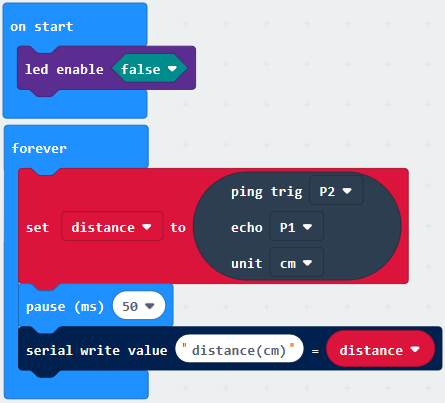 on start
led enable false
forever
ping trig P2
set distance to echo P1
unit cm
pause (ms) 50
serial write value "distance(cm)" = distance